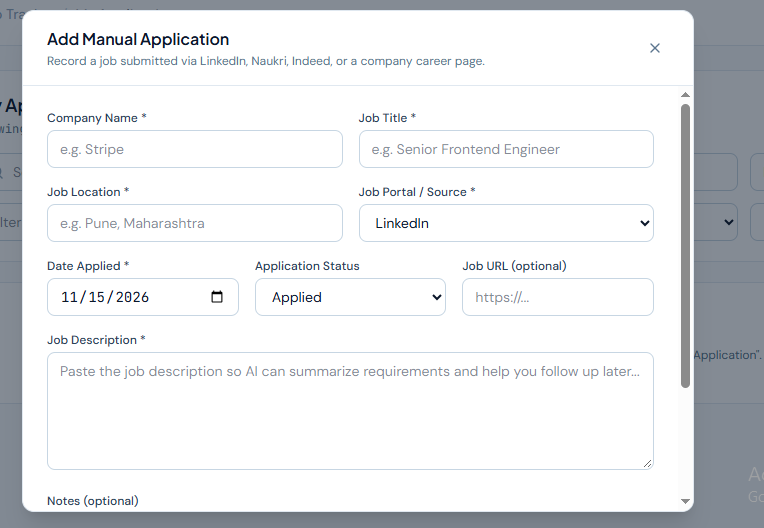 Add Manual Application
Record a job submitted via LinkedIn, Naukri, Indeed, or a company career page.
Company Name *
Job Title *
e.g. Stripe
e.g. Senior Frontend Engineer
Job Location *
Job Portal / Source *
e.g. Pune, Maharashtra
LinkedIn
Date Applied *
Application Status
Job URL (optional)
11/15/2026
Applied
https://...
Application".
Job Description *
Paste the job description so AI can summarize requirements and help you follow up later...
Notes (optional)